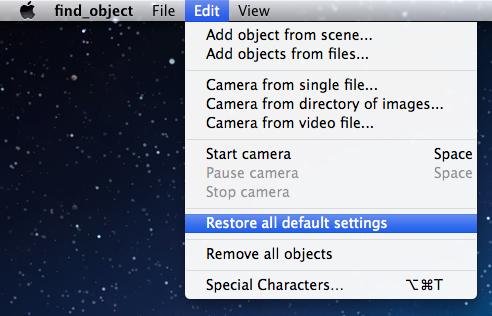 find_object File Edit View
Add object from scene...
Add objects from files...
Camera from single file...
Camera from directory of images...
Camera from video file...
Start camera Space
Pause camera Space
Stop camera
Restore all default settings
Remove all objects
Special Characters... ⌥⌘T